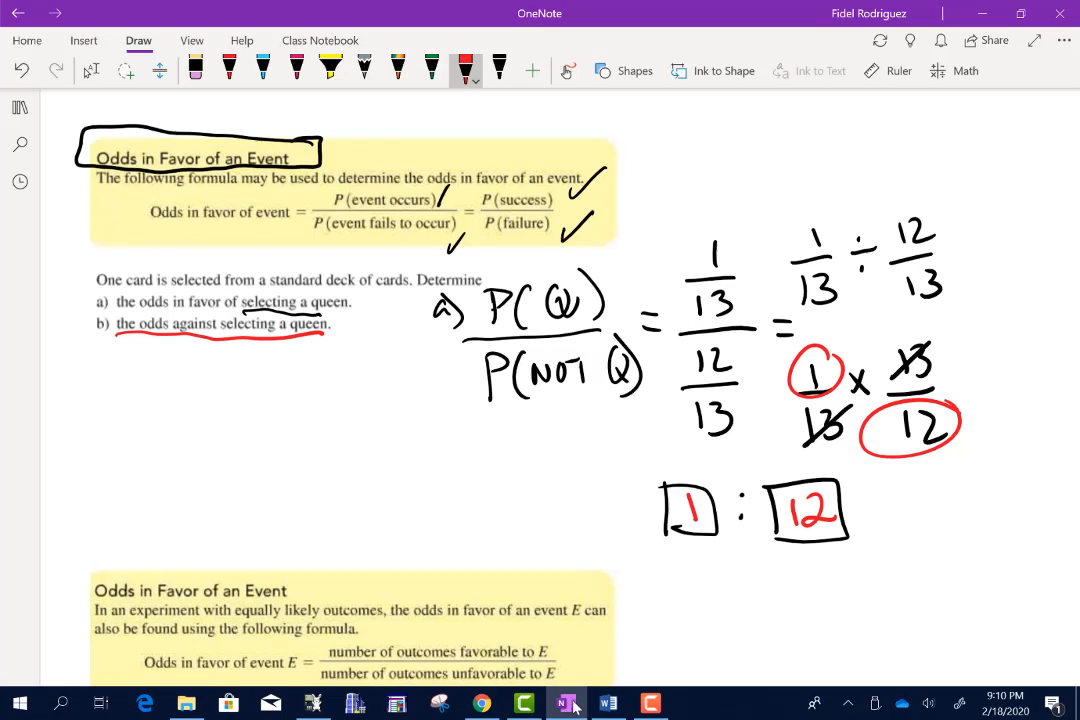 OneNote
Fidel Rodriguez
Home Insert Draw View Help Class Notebook
Share
Shapes
Ink to Shape
Ink to Text
Ruler
Math
Odds in Favor of an Event
The following formula may be used to determine the odds in favor of an event.
Odds in favor of event = P(event occurs) / P(event fails to occur) = P(success) / P(failure)
One card is selected from a standard deck of cards. Determine
a) the odds in favor of selecting a queen.
b) the odds against selecting a queen.
a) P(Q) / P(NOT Q) = 1/13 / 12/13 = 1/13 ÷ 12/13
1/13 × 13/12
1 : 12
Odds in Favor of an Event
In an experiment with equally likely outcomes, the odds in favor of an event E can
also be found using the following formula.
Odds in favor of event E = number of outcomes favorable to E / number of outcomes unfavorable to E
9:10 PM
2/18/2020